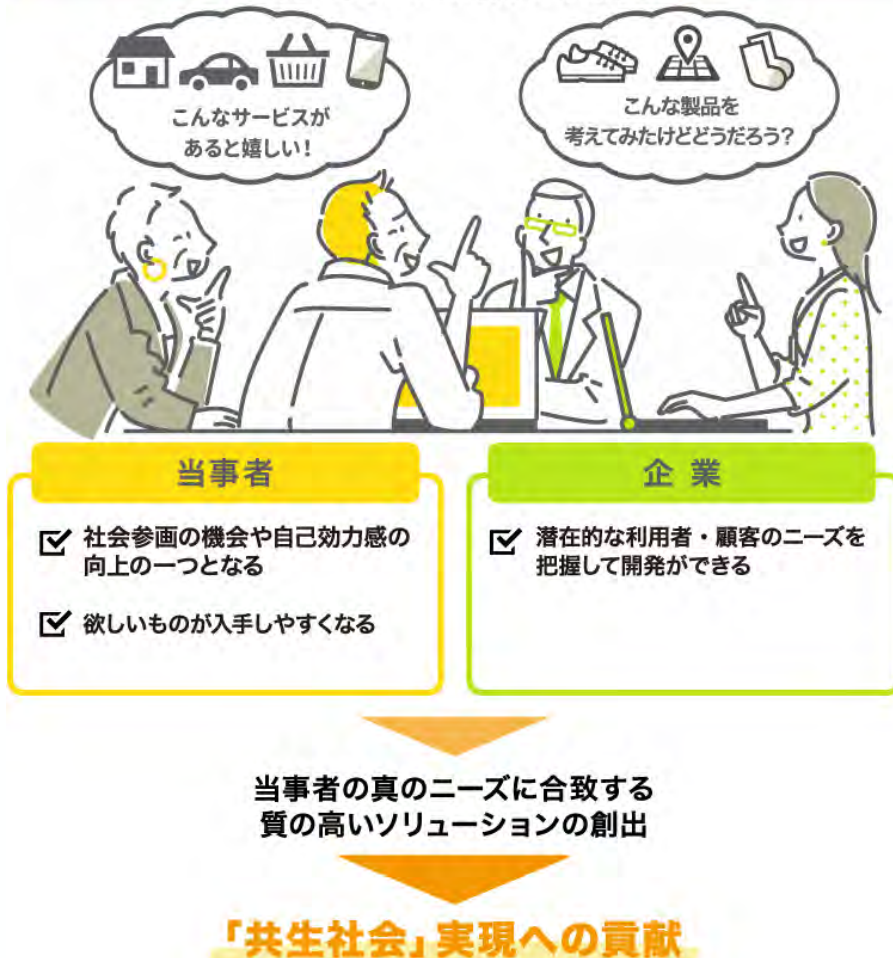 こんなサービスが
あると嬉しい！
こんな製品を
考えてみたけどどうだろう？
当事者
社会参画の機会や自己効力感の
向上の一つとなる
欲しいものが入手しやすくなる
企業
潜在的な利用者・顧客のニーズを
把握して開発ができる
当事者の真のニーズに合致する
質の高いソリューションの創出
「共生社会」実現への貢献